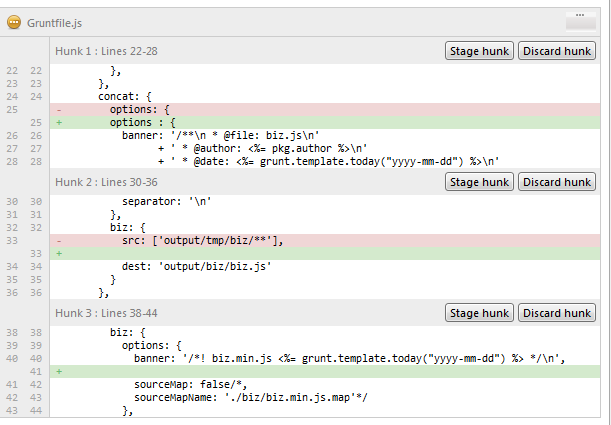 Gruntfile.js
Hunk 1 : Lines 22-28 Stage hunk Discard hunk
22 22 },
23 23 },
24 24 concat: {
25 - options: {
25 + options : {
26 26 banner: '/**\n * @file: biz.js\n'
27 27 + ' * @author: <%= pkg.author %>\n'
28 28 + ' * @date: <%= grunt.template.today("yyyy-mm-dd") %>\n'
Hunk 2 : Lines 30-36 Stage hunk Discard hunk
30 30 separator: '\n'
31 31 },
32 32 biz: {
33 - src: ['output/tmp/biz/**'],
33 +
34 34 dest: 'output/biz/biz.js'
35 35 }
36 36 },
Hunk 3 : Lines 38-44 Stage hunk Discard hunk
38 38 biz: {
39 39 options: {
40 40 banner: '/*! biz.min.js <%= grunt.template.today("yyyy-mm-dd") %> */\n',
41 +
41 42 sourceMap: false/*,
42 43 sourceMapName: './biz/biz.min.js.map'*/
43 44 },